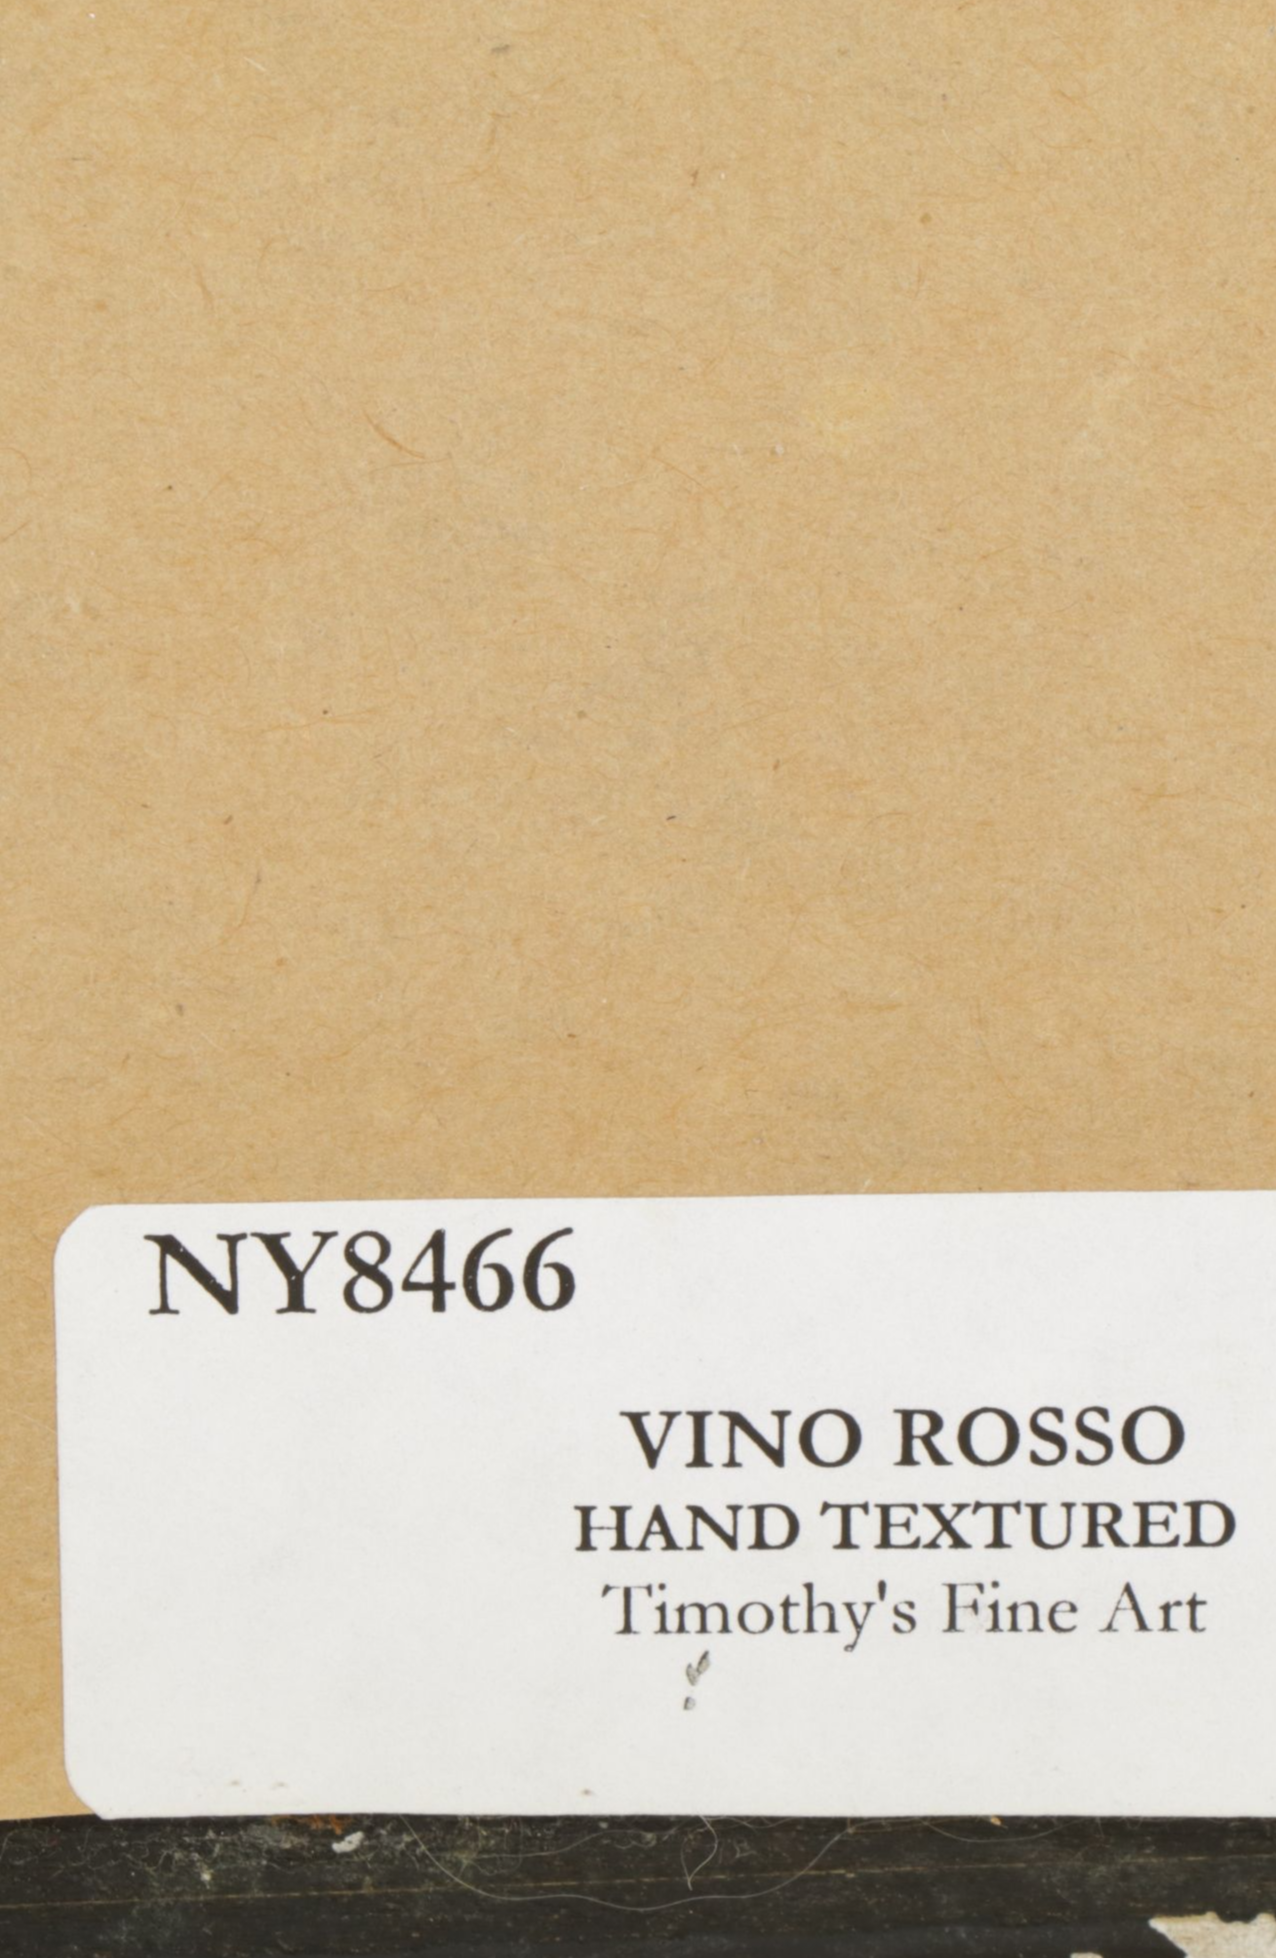 NY8466
VINO ROSSO
HAND TEXTURED
Timothy's Fine Art